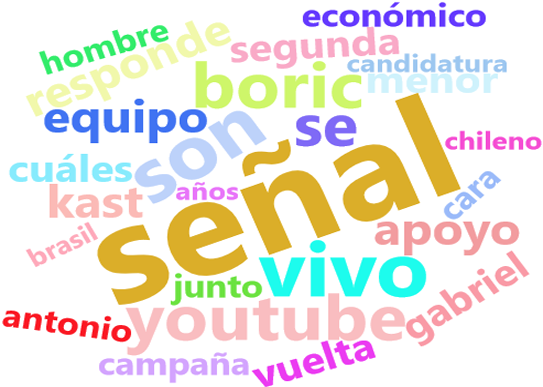 económico
hombre
responde
segunda
candidatura
menor
boric
equipo
se
chileno
son
señal
cuáles
años
kast
cara
apoyo
brasil
vivo
junto
gabriel
antonio
youtube
vuelta
campaña